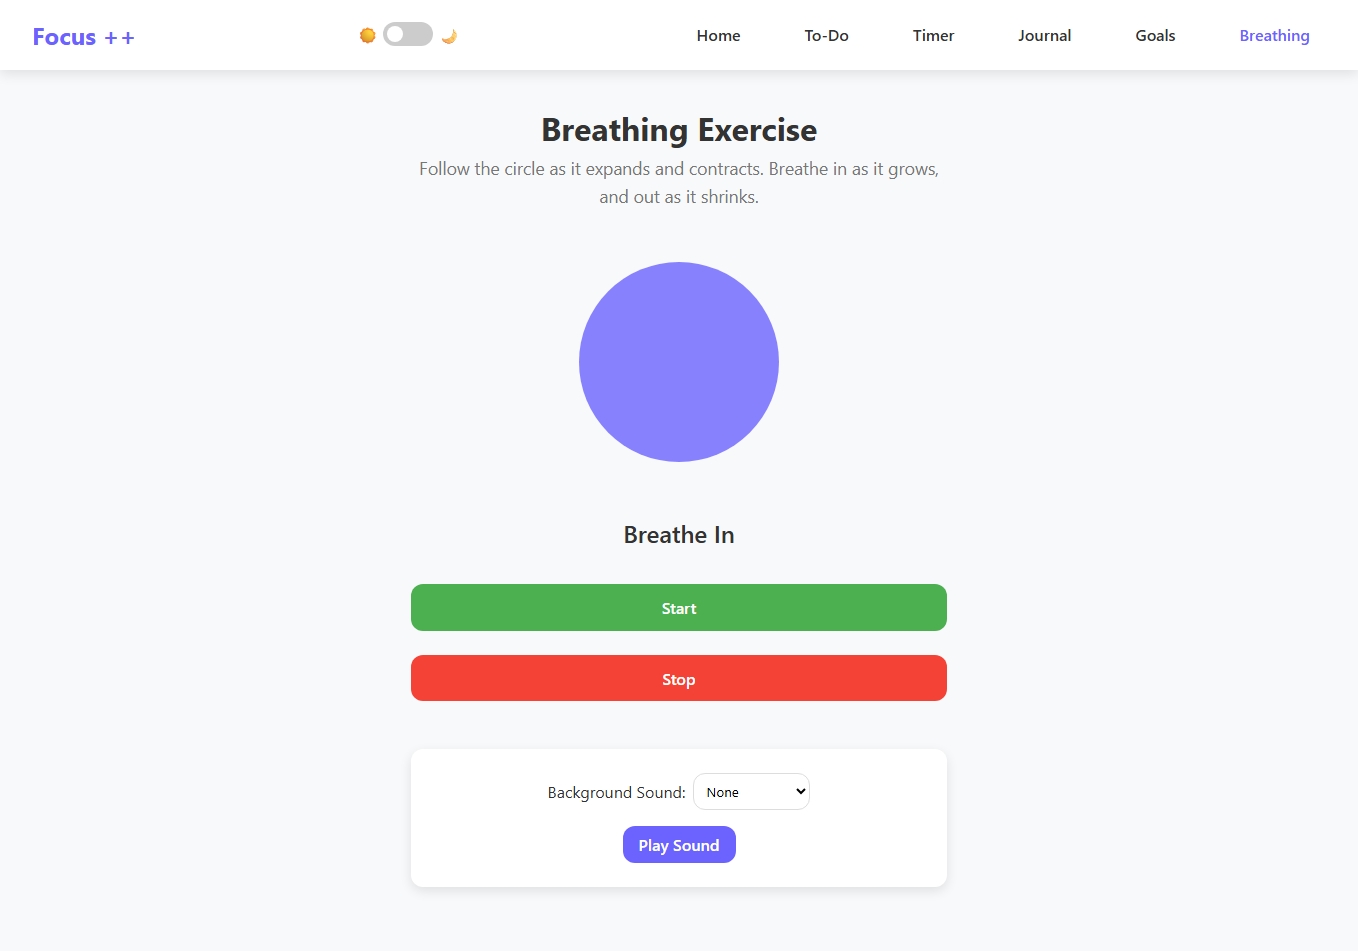 Focus ++
Home
To-Do
Timer
Journal
Goals
Breathing
Breathing Exercise
Follow the circle as it expands and contracts. Breathe in as it grows,
and out as it shrinks.
Breathe In
Start
Stop
Background Sound: None
Play Sound